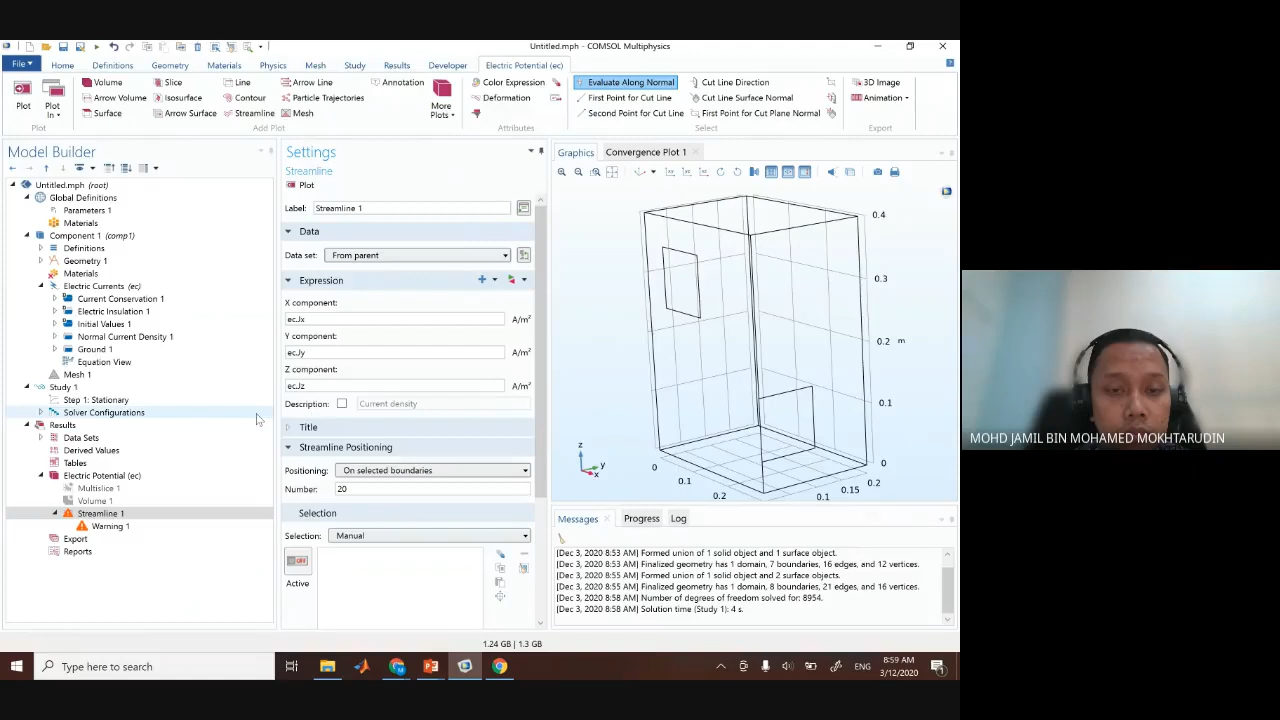 Untitled.mph - COMSOL Multiphysics
File Home Definitions Geometry Materials Physics Mesh Study Results Developer Electric Potential (ec)
Volume Slice Line Arrow Line Annotation Color Expression Evaluate Along Normal Cut Line Direction 3D Image
Arrow Volume Isosurface Contour Particle Trajectories Deformation First Point for Cut Line Cut Line Surface Normal Animation
Surface Arrow Surface Streamline Mesh Second Point for Cut Line First Point for Cut Plane Normal
Plot
Plot In
More Plots
Plot Add Plot Attributes Select Export
Model Builder
Untitled.mph (root)
Global Definitions
Parameters 1
Materials
Component 1 (comp1)
Definitions
Geometry 1
Materials
Electric Currents (ec)
Current Conservation 1
Electric Insulation 1
Initial Values 1
Normal Current Density 1
Ground 1
Equation View
Mesh 1
Study 1
Step 1: Stationary
Solver Configurations
Results
Data Sets
Derived Values
Tables
Electric Potential (ec)
Multislice 1
Volume 1
Streamline 1
Warning 1
Export
Reports
Settings
Streamline
Plot
Label: Streamline 1
Data
Data set: From parent
Expression
X component:
ec.Jx A/m²
Y component:
ec.Jy A/m²
Z component:
ec.Jz A/m²
Description: Current density
Title
Streamline Positioning
Positioning: On selected boundaries
Number: 20
Selection
Selection: Manual
Active
Graphics Convergence Plot 1
0.4
0.3
0.2 m
0.1
0
0
0.1
0.2
0.1
0.15
0.2
z
y
x
Messages Progress Log
[Dec 3, 2020 8:53 AM] Formed union of 1 solid object and 1 surface object.
[Dec 3, 2020 8:53 AM] Finalized geometry has 1 domain, 7 boundaries, 16 edges, and 12 vertices.
[Dec 3, 2020 8:55 AM] Formed union of 1 solid object and 2 surface objects.
[Dec 3, 2020 8:55 AM] Finalized geometry has 1 domain, 8 boundaries, 21 edges, and 16 vertices.
[Dec 3, 2020 8:58 AM] Number of degrees of freedom solved for: 8954.
[Dec 3, 2020 8:58 AM] Solution time (Study 1): 4 s.
1.24 GB | 1.3 GB
Type here to search
ENG
8:59 AM
3/12/2020
MOHD JAMIL BIN MOHAMED MOKHTARUDIN